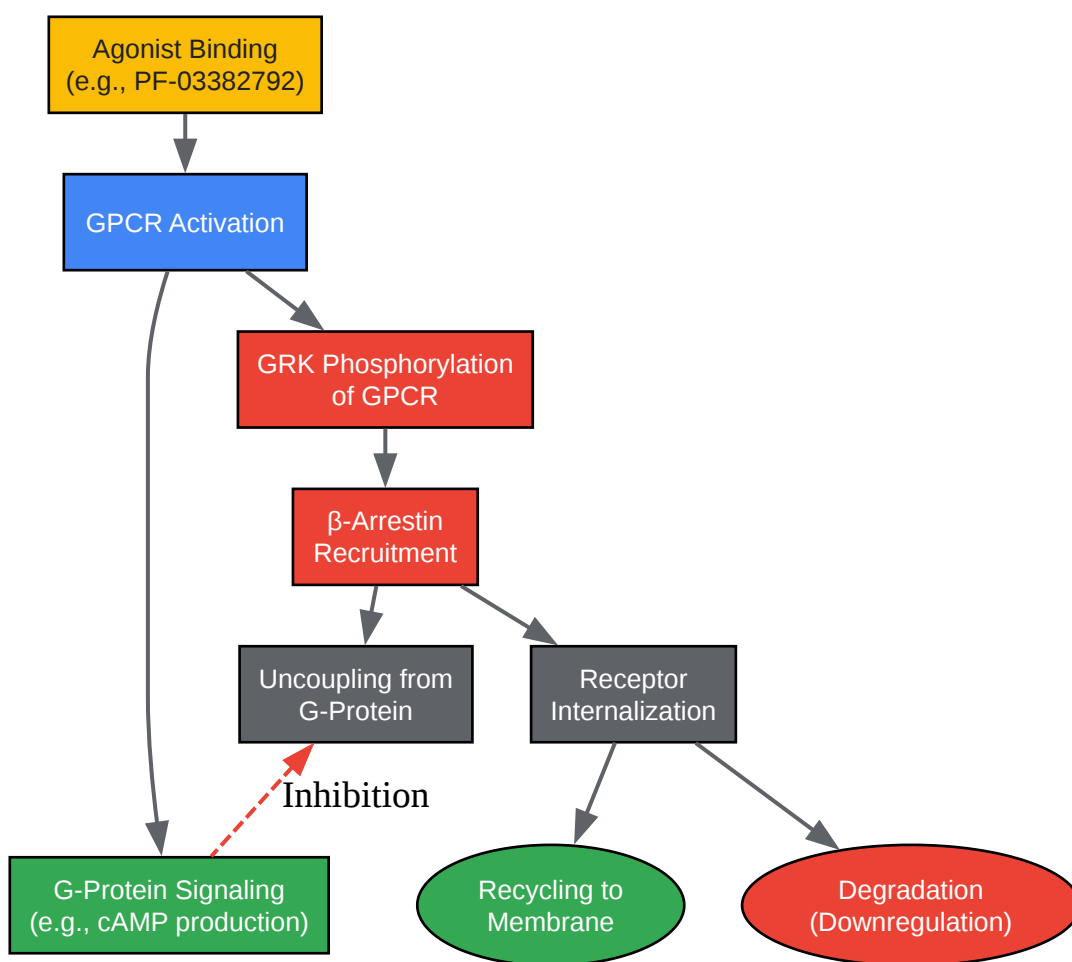 Agonist Binding
(e.g., PF-03382792)
GPCR Activation
GRK Phosphorylation
of GPCR
β-Arrestin
Recruitment
Uncoupling from
G-Protein
Receptor
Internalization
Inhibition
G-Protein Signaling
(e.g., cAMP production)
Recycling to
Membrane
Degradation
(Downregulation)